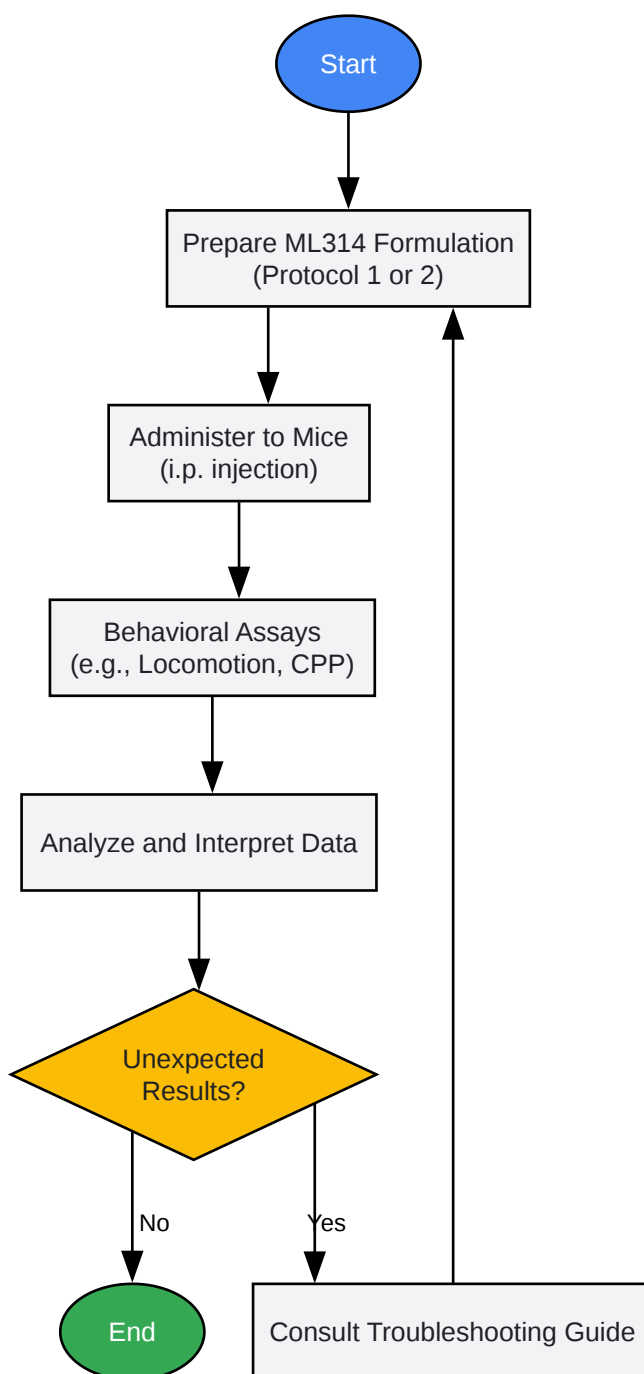 Start
Prepare ML314 Formulation
(Protocol 1 or 2)
Administer to Mice
(i.p. injection)
Behavioral Assays
(e.g., Locomotion, CPP)
Analyze and Interpret Data
Unexpected
Results?
No
Yes
End
Consult Troubleshooting Guide